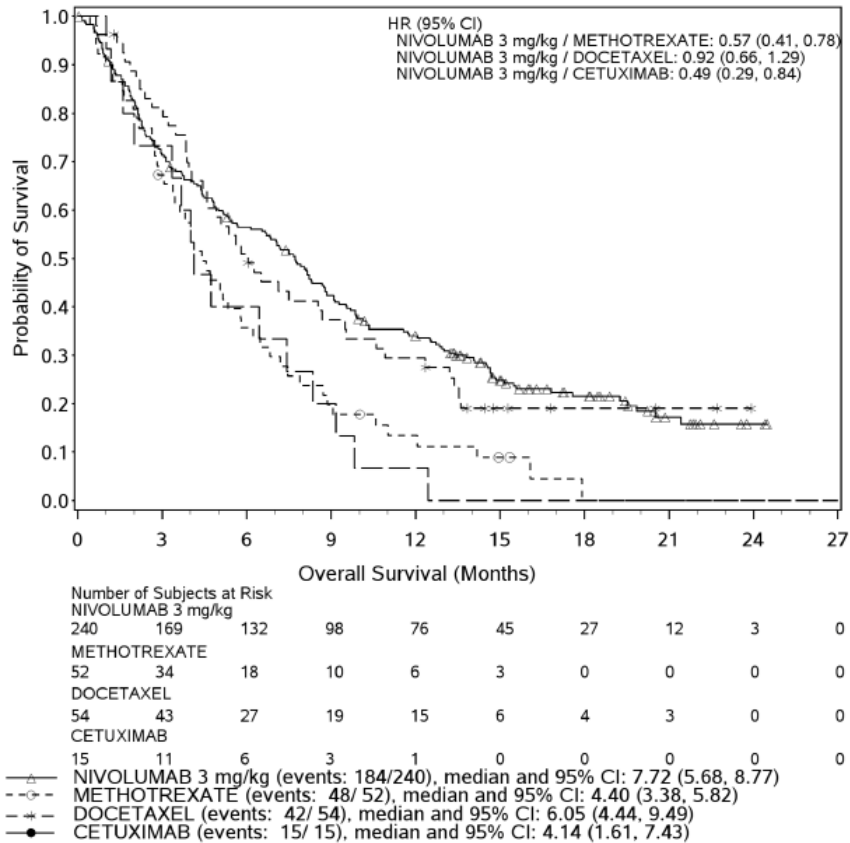 HR (95% CI)
NIVOLUMAB 3 mg/kg / METHOTREXATE: 0.57 (0.41, 0.78)
NIVOLUMAB 3 mg/kg / DOCETAXEL: 0.92 (0.66, 1.29)
NIVOLUMAB 3 mg/kg / CETUXIMAB: 0.49 (0.29, 0.84)
Probability of Survival
1.0
0.9
0.8
0.7
0.6
0.5
0.4
0.3
0.2
0.1
0.0
0 3 6 9 12 15 18 21 24 27
Overall Survival (Months)
Number of Subjects at Risk
NIVOLUMAB 3 mg/kg
240 169 132 98 76 45 27 12 3 0
METHOTREXATE
52 34 18 10 6 3 0 0 0 0
DOCETAXEL
54 43 27 19 15 6 4 3 0 0
CETUXIMAB
15 11 6 3 1 0 0 0 0 0
NIVOLUMAB 3 mg/kg (events: 184/240), median and 95% CI: 7.72 (5.68, 8.77)
METHOTREXATE (events: 48/ 52), median and 95% CI: 4.40 (3.38, 5.82)
DOCETAXEL (events: 42/ 54), median and 95% CI: 6.05 (4.44, 9.49)
CETUXIMAB (events: 15/ 15), median and 95% CI: 4.14 (1.61, 7.43)